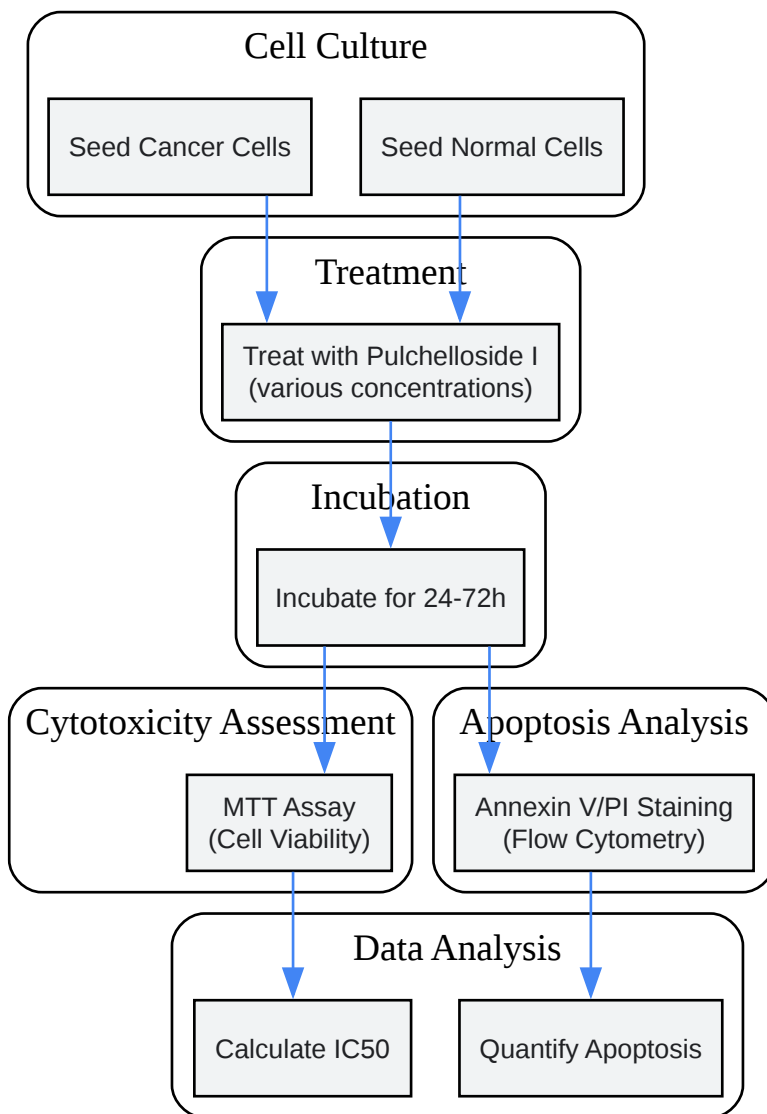 Cell Culture
Seed Cancer Cells
Seed Normal Cells
Treatment
Treat with Pulchelloside I
(various concentrations)
Incubation
Incubate for 24-72h
Cytotoxicity Assessment
MTT Assay
(Cell Viability)
Apoptosis Analysis
Annexin V/PI Staining
(Flow Cytometry)
Data Analysis
Calculate IC50
Quantify Apoptosis